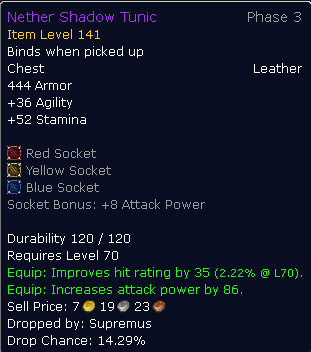 Nether Shadow Tunic Phase 3
Item Level 141
Binds when picked up
Chest Leather
444 Armor
+36 Agility
+52 Stamina
Red Socket
Yellow Socket
Blue Socket
Socket Bonus: +8 Attack Power
Durability 120 / 120
Requires Level 70
Equip: Improves hit rating by 35 (2.22% @ L70).
Equip: Increases attack power by 86.
Sell Price: 7 19 23
Dropped by: Supremus
Drop Chance: 14.29%